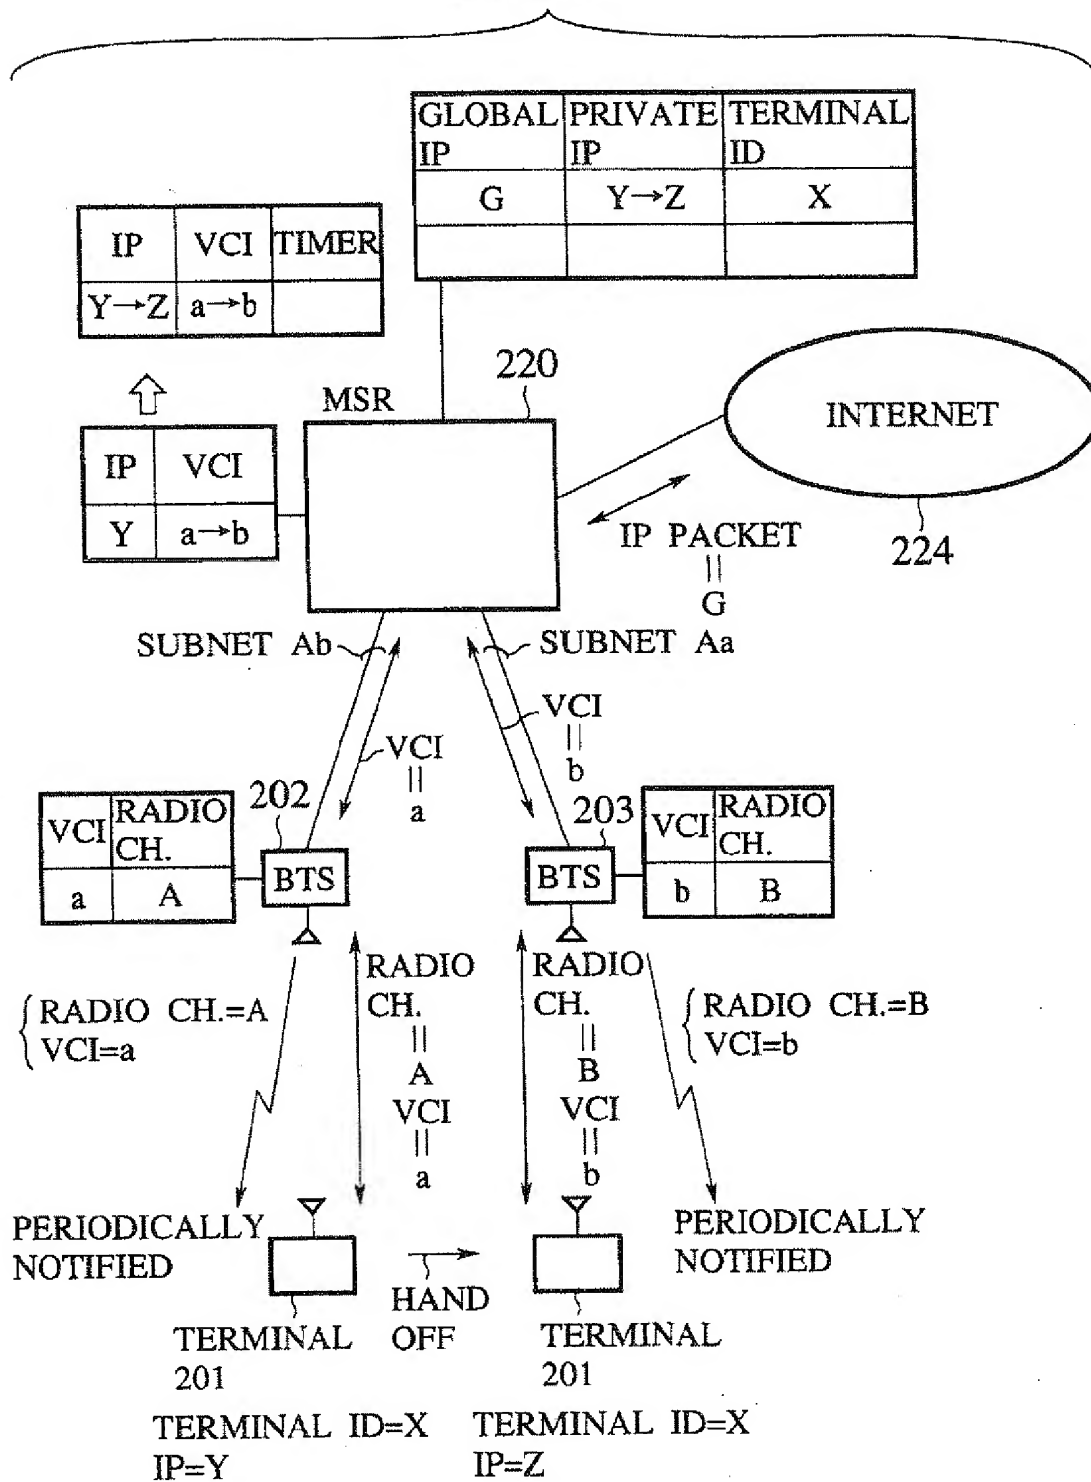 GLOBAL IP
PRIVATE IP
TERMINAL ID
G
Y→Z
X
IP
VCI
TIMER
Y→Z
a→b
MSR
220
INTERNET
224
IP
VCI
Y
a→b
IP PACKET
||
G
SUBNET Ab
SUBNET Aa
VCI
||
a
VCI
||
b
202
203
VCI
RADIO CH.
a
A
BTS
BTS
VCI
RADIO CH.
b
B
RADIO CH.=A
VCI=a
RADIO
CH.
||
A
VCI
||
a
RADIO
CH.
||
B
VCI
||
b
RADIO CH.=B
VCI=b
PERIODICALLY
NOTIFIED
PERIODICALLY
NOTIFIED
HAND
OFF
TERMINAL
201
TERMINAL
201
TERMINAL ID=X
IP=Y
TERMINAL ID=X
IP=Z